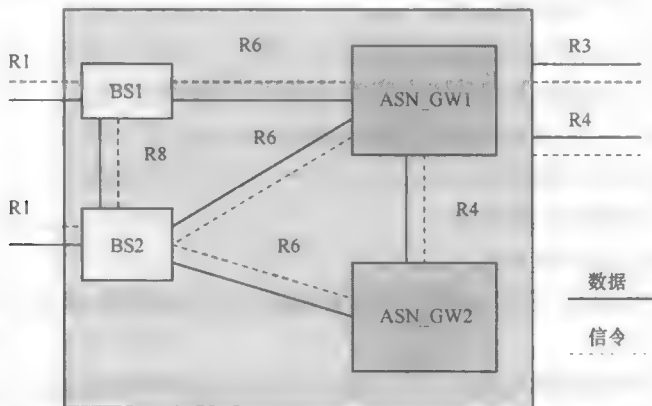 R6
R3
R1
BS1
ASN_GW1
R4
R6
R8
R1
R4
BS2
R6
数据
ASN_GW2
信令